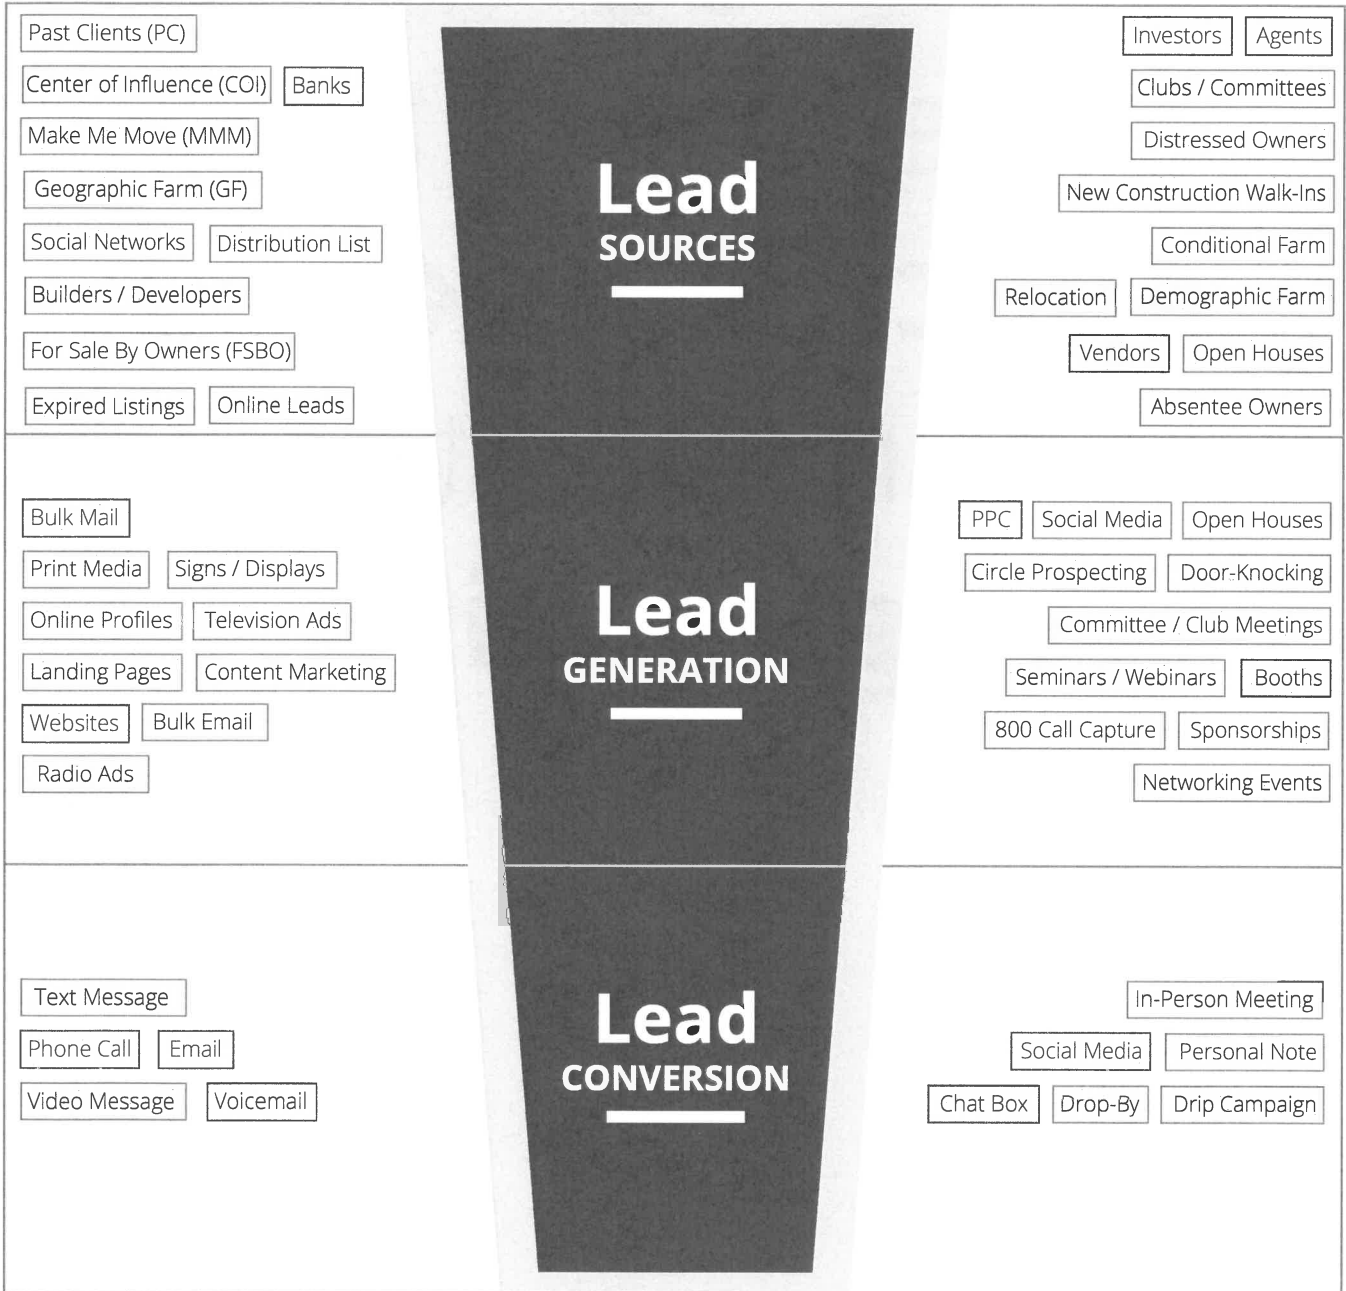 Past Clients (PC)
Center of Influence (COI) Banks
Make Me Move (MMM)
Geographic Farm (GF)
Social Networks Distribution List
Builders / Developers
For Sale By Owners (FSBO)
Expired Listings Online Leads
Lead
SOURCES
Investors Agents
Clubs / Committees
Distressed Owners
New Construction Walk-Ins
Conditional Farm
Relocation Demographic Farm
Vendors Open Houses
Absentee Owners
Bulk Mail
Print Media Signs / Displays
Online Profiles Television Ads
Landing Pages Content Marketing
Websites Bulk Email
Radio Ads
Lead
GENERATION
PPC Social Media Open Houses
Circle Prospecting Door-Knocking
Committee / Club Meetings
Seminars / Webinars Booths
800 Call Capture Sponsorships
Networking Events
Text Message
Phone Call Email
Video Message Voicemail
Lead
CONVERSION
In-Person Meeting
Social Media Personal Note
Chat Box Drop-By Drip Campaign